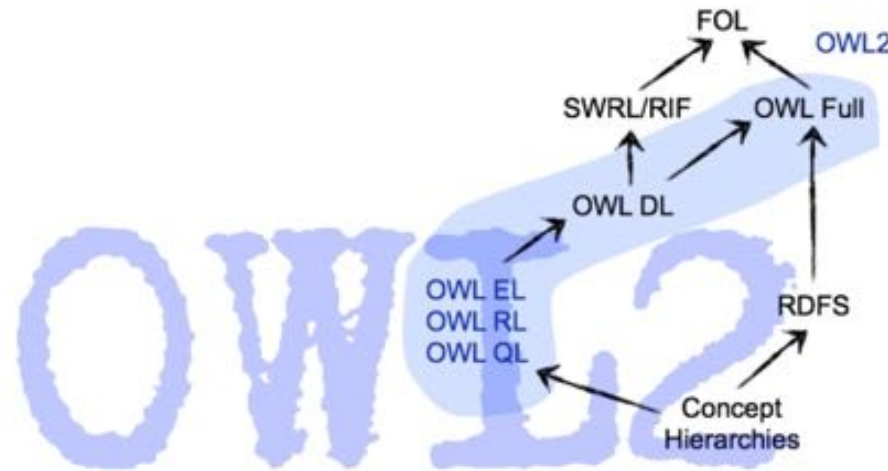 FOL
OWL2
SWRL/RIF
OWL Full
OWL DL
OWL EL
OWL RL
OWL QL
RDFS
Concept
Hierarchies
OWL2